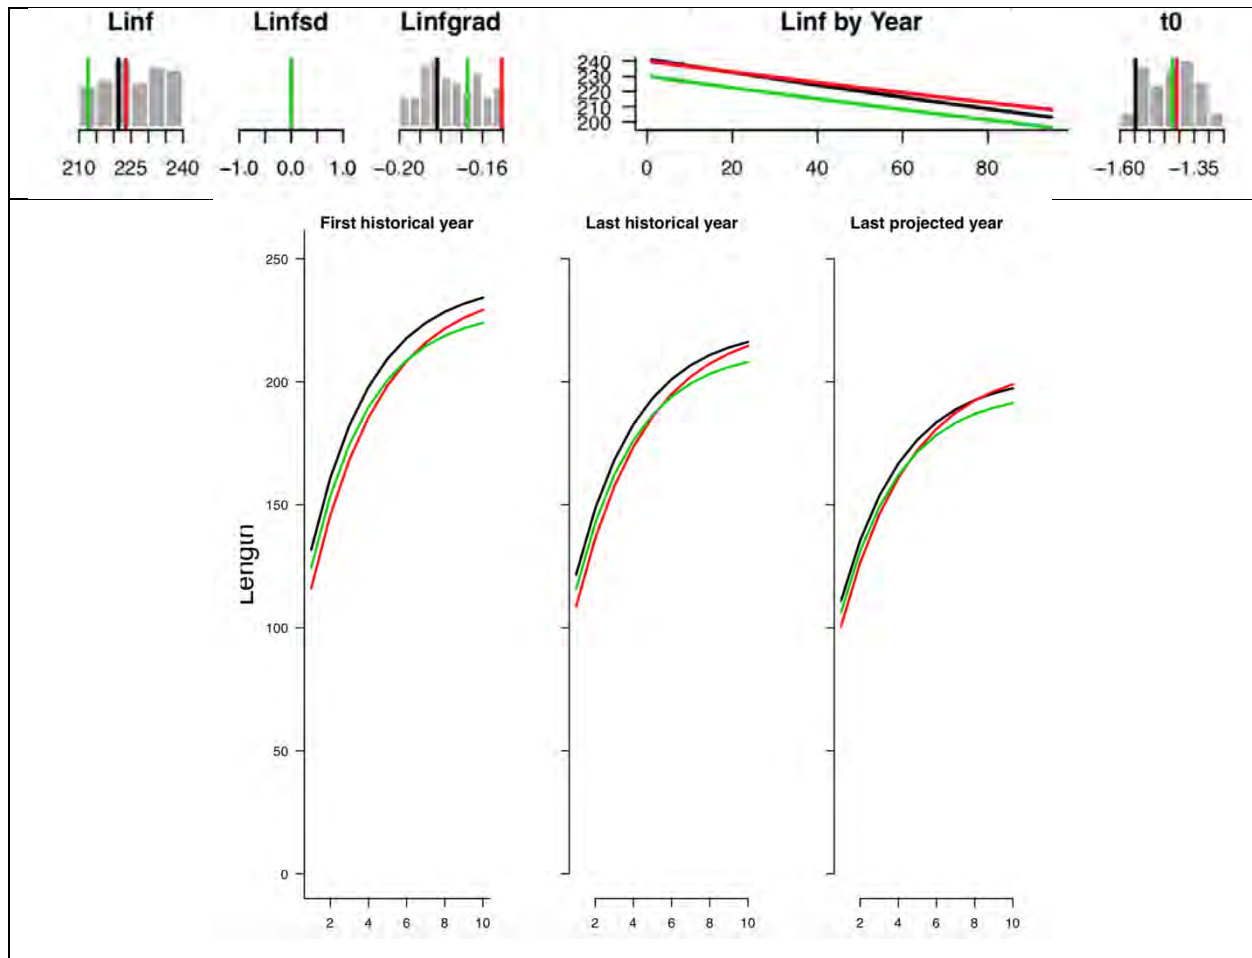 Linf Linfsd Linfgrad Linf by Year t0
240
230
220
210
200
210 225 240 -1.0 0.0 1.0 -0.20 -0.16 0 20 40 60 80 -1.60 -1.35
First historical year Last historical year Last projected year
250
200
150
Length
100
50
0
2 4 6 8 10 2 4 6 8 10 2 4 6 8 10